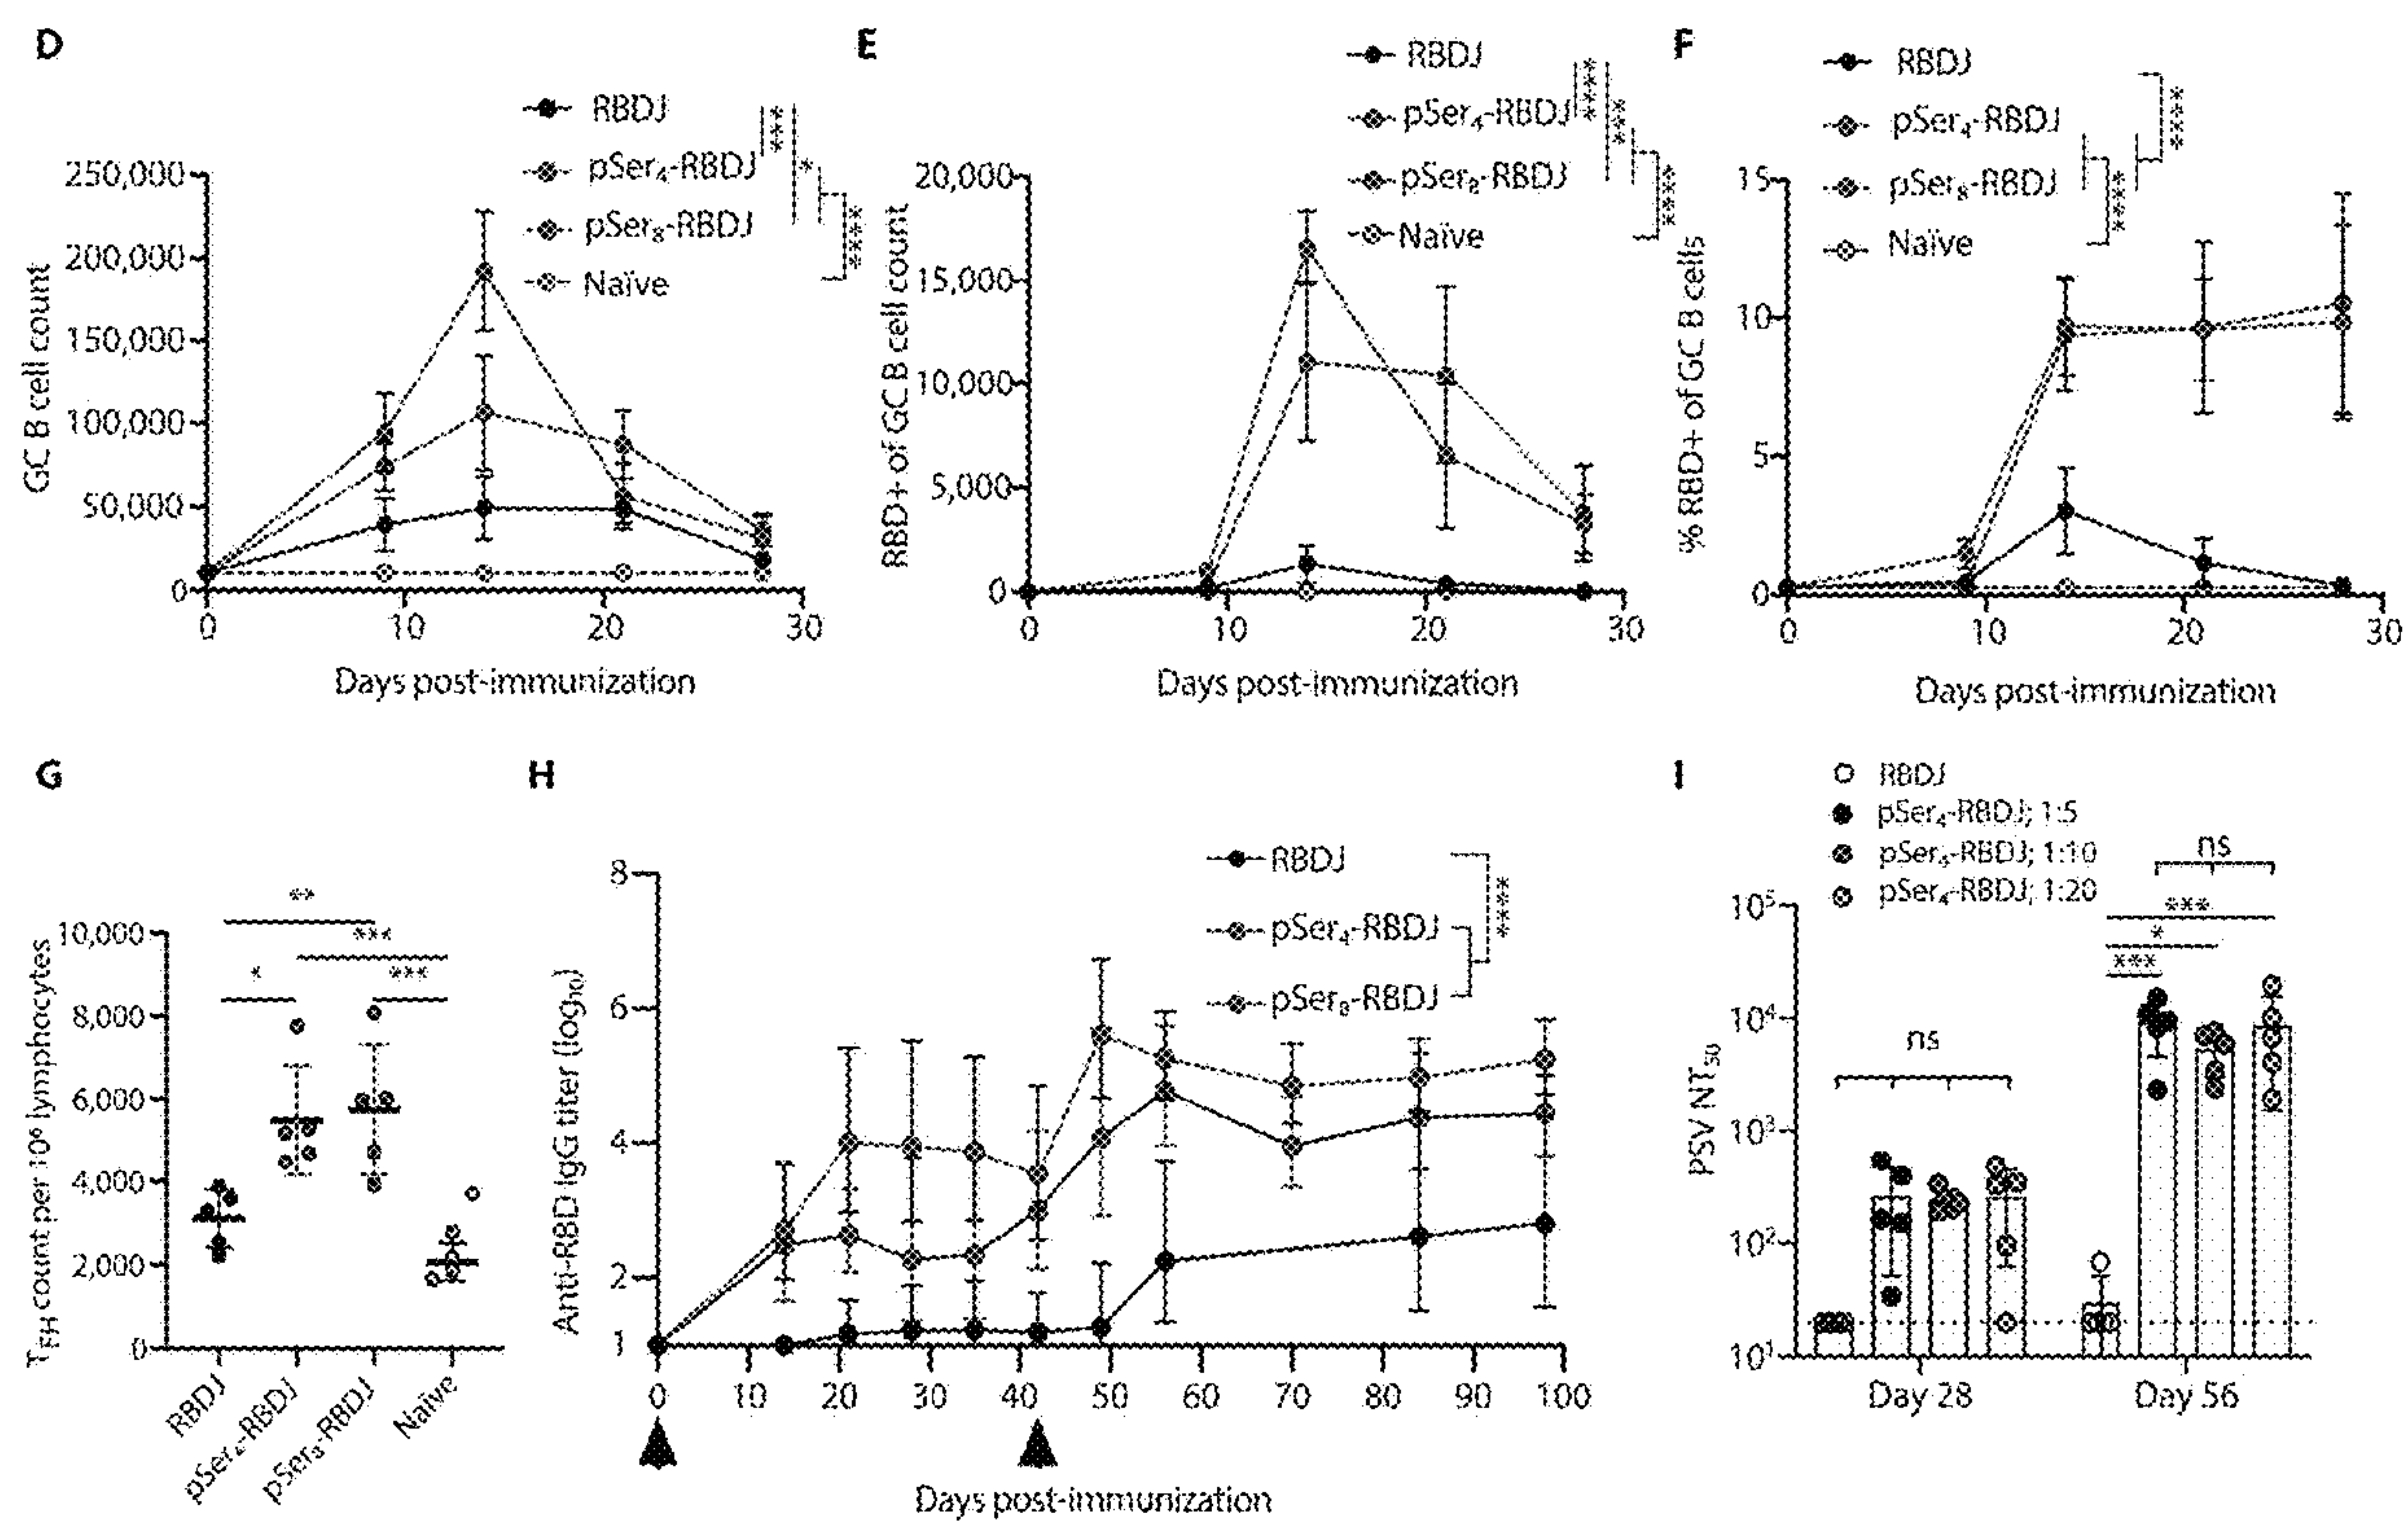 D
RBDJ
pSer₄-RBDJ
pSer₈-RBDJ
Naïve
***
*
****
GC B cell count
250,000
200,000
150,000
100,000
50,000
0
0 10 20 30
Days post-immunization
E
RBDJ
pSer₄-RBDJ
pSer₈-RBDJ
Naïve
****
***
****
RBD+ of GC B cell count
20,000
15,000
10,000
5,000
0
0 10 20 30
Days post-immunization
F
RBDJ
pSer₄-RBDJ
pSer₈-RBDJ
Naïve
****
****
% RBD+ of GC B cells
15
10
5
0
0 10 20 30
Days post-immunization
G
**
***
* ***
T_FH count per 10⁶ lymphocytes
10,000
8,000
6,000
4,000
2,000
0
RBDJ
pSer₄-RBDJ
pSer₈-RBDJ
Naïve
H
RBDJ
pSer₄-RBDJ
pSer₈-RBDJ
****
Anti-RBD IgG titer (log₁₀)
8
6
4
2
1
0 10 20 30 40 50 60 70 80 90 100
Days post-immunization
I
RBDJ
pSer₄-RBDJ; 1:5
pSer₄-RBDJ; 1:10
pSer₄-RBDJ; 1:20
ns
***
*
***
ns
PSV NT₅₀
10⁵
10⁴
10³
10²
10¹
Day 28 Day 56